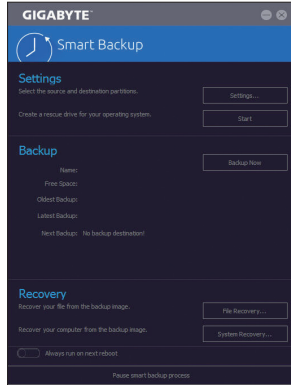 GIGABYTE™
Smart Backup
Settings
Select the source and destination partitions.
Settings...
Create a rescue drive for your operating system.
Start
Backup
Backup Now
Name:
Free Space:
Oldest Backup:
Latest Backup:
Next Backup: No backup destination!
Recovery
Recover your file from the backup image.
File Recovery...
Recover your computer from the backup image.
System Recovery...
Always run on next reboot
Pause smart backup process